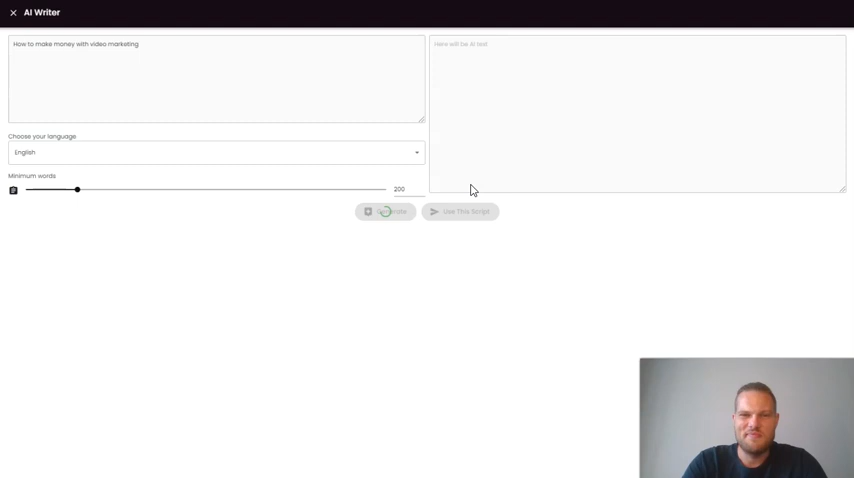 AI Writer
How to make money with video marketing
Here will be AI text
Choose your language
English
Minimum words
200
Generate
Use This Script